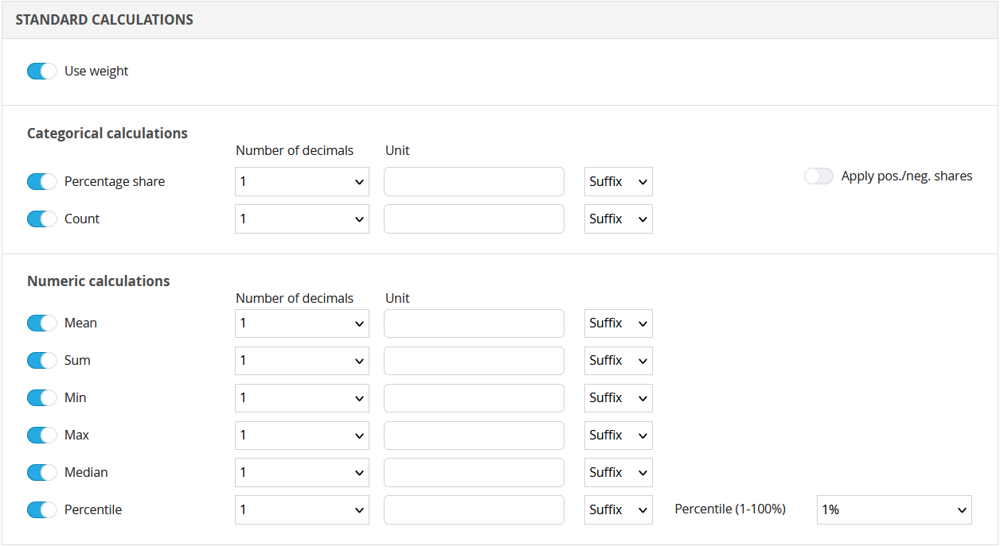 STANDARD CALCULATIONS
Use weight
Categorical calculations
Number of decimals Unit
Percentage share 1 Suffix Apply pos./neg. shares
Count 1 Suffix
Numeric calculations
Number of decimals Unit
Mean 1 Suffix
Sum 1 Suffix
Min 1 Suffix
Max 1 Suffix
Median 1 Suffix
Percentile 1 Suffix Percentile (1-100%) 1%